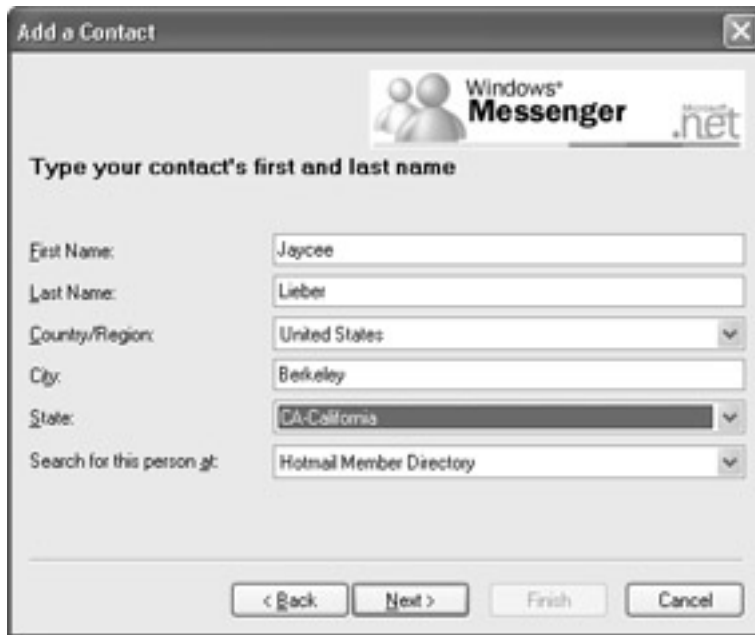 Add a Contact
Windows®
Messenger
Microsoft
.net
Type your contact's first and last name
First Name: Jaycee
Last Name: Lieber
Country/Region: United States
City: Berkeley
State: CA-California
Search for this person at: Hotmail Member Directory
< Back Next > Finish Cancel